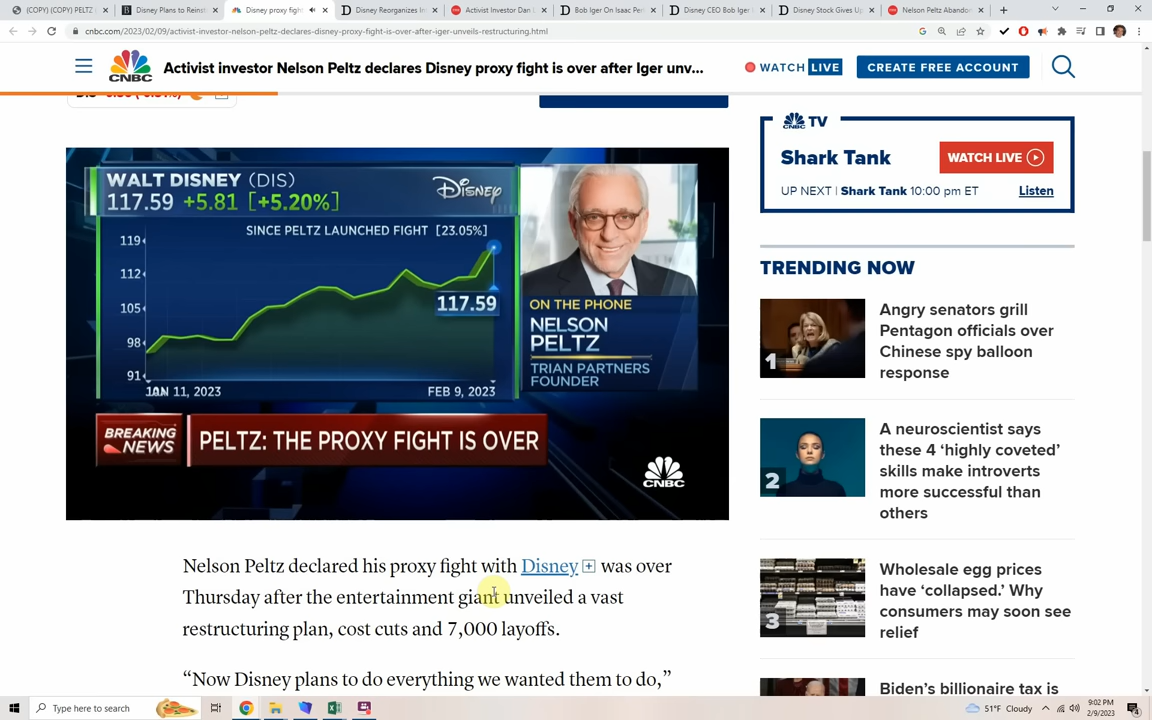 (COPY) (COPY) PELTZ
Disney Plans to Reinst
Disney proxy figh
Disney Reorganizes In
Activist Investor Dan L
Bob Iger On Isaac Per
Disney CEO Bob Iger
Disney Stock Gives Up
Nelson Peltz Abando
cnbc.com/2023/02/09/activist-investor-nelson-peltz-declares-disney-proxy-fight-is-over-after-iger-unveils-restructuring.html
CNBC
Activist investor Nelson Peltz declares Disney proxy fight is over after Iger unv...
WATCH LIVE
CREATE FREE ACCOUNT
WALT DISNEY (DIS)
117.59 +5.81 [+5.20%]
Disney
SINCE PELTZ LAUNCHED FIGHT [23.05%]
119
112
105
98
91
117.59
JAN 11, 2023
FEB 9, 2023
ON THE PHONE
NELSON
PELTZ
TRIAN PARTNERS
FOUNDER
BREAKING
NEWS
PELTZ: THE PROXY FIGHT IS OVER
CNBC
Nelson Peltz declared his proxy fight with Disney + was over
Thursday after the entertainment giant unveiled a vast
restructuring plan, cost cuts and 7,000 layoffs.
“Now Disney plans to do everything we wanted them to do,”
CNBC TV
Shark Tank
WATCH LIVE
UP NEXT | Shark Tank 10:00 pm ET
Listen
TRENDING NOW
1
Angry senators grill
Pentagon officials over
Chinese spy balloon
response
2
A neuroscientist says
these 4 ‘highly coveted’
skills make introverts
more successful than
others
3
Wholesale egg prices
have ‘collapsed.’ Why
consumers may soon see
relief
Biden’s billionaire tax is
Type here to search
51°F Cloudy
9:02 PM
2/9/2023